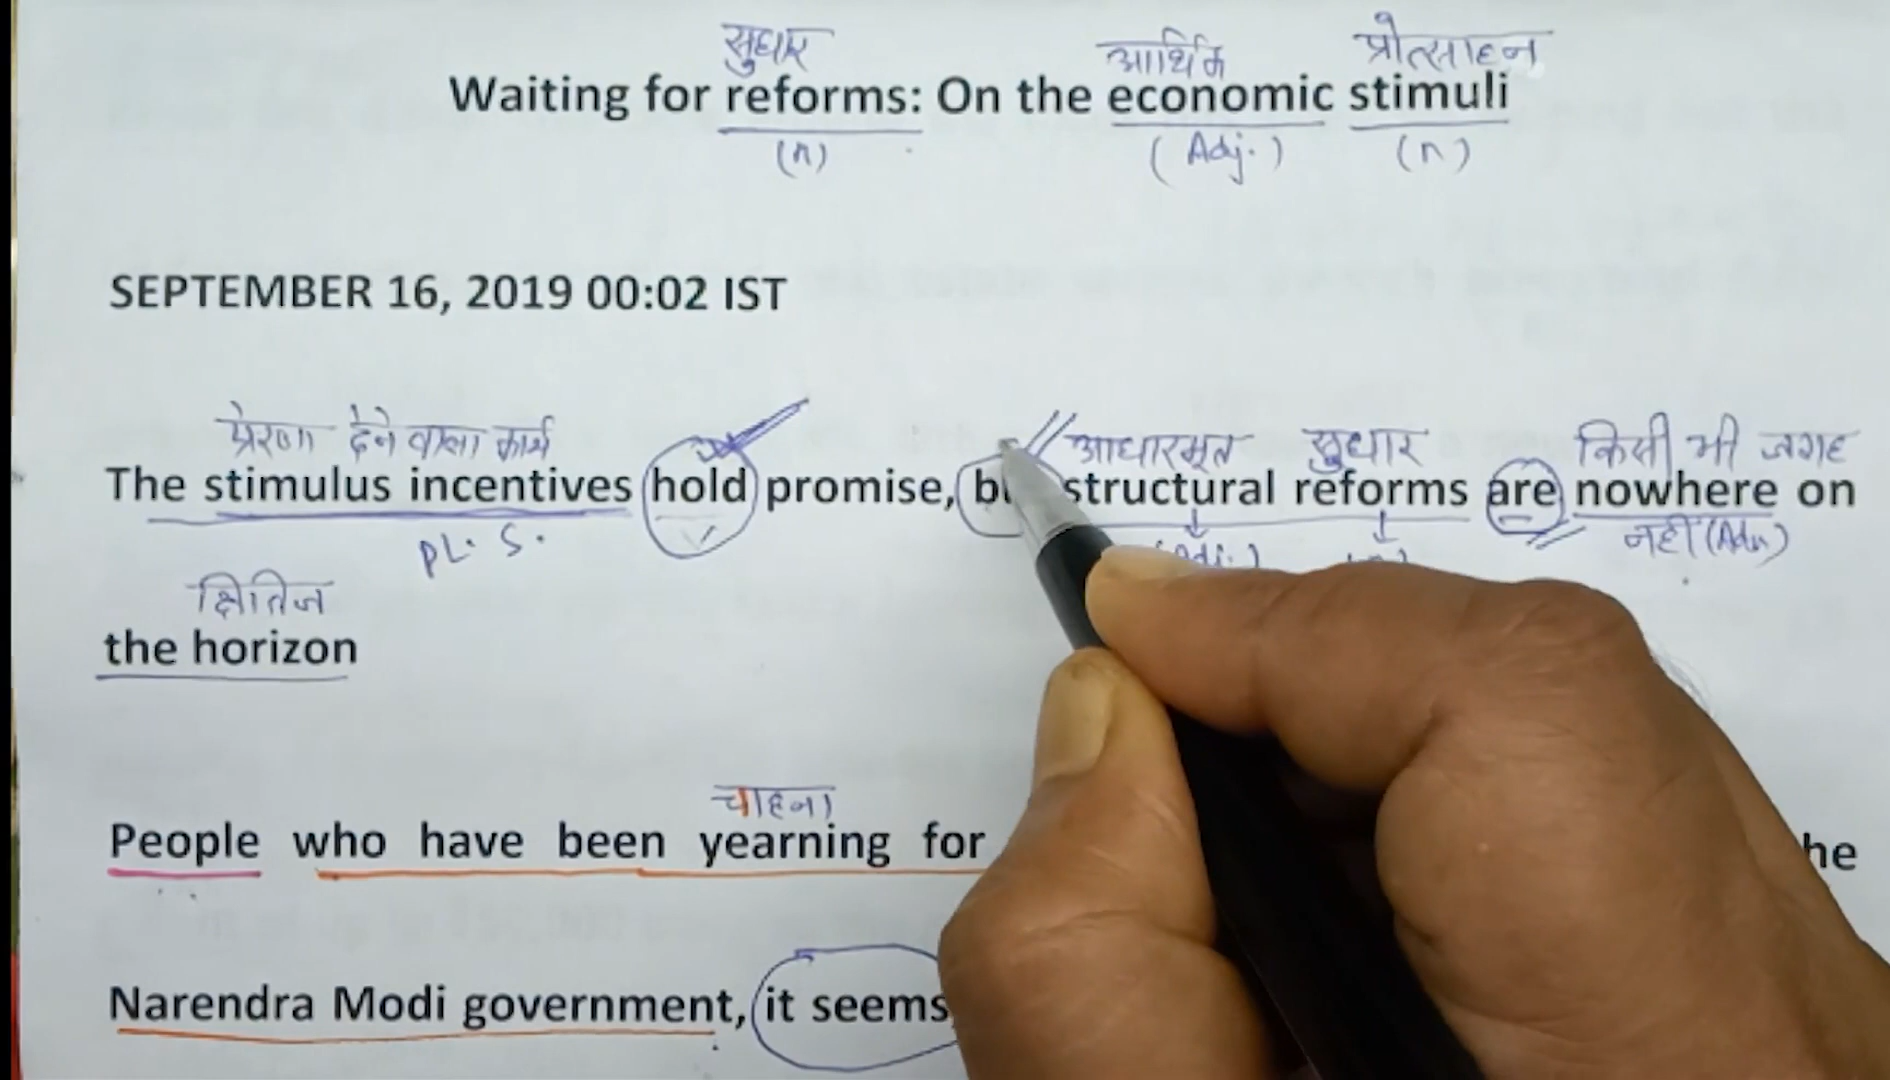 सुधार आर्थिक प्रोत्साहन
Waiting for reforms: On the economic stimuli
(n) (Adj.) (n)
SEPTEMBER 16, 2019 00:02 IST
प्रेरणा देने वाला कार्य आधारभूत सुधार किसी भी जगह
The stimulus incentives hold promise, structural reforms are nowhere on
PL. S. (Adj.) नहीं (Adv)
क्षितिज
the horizon
चाहना
People who have been yearning for
Narendra Modi government, it seems